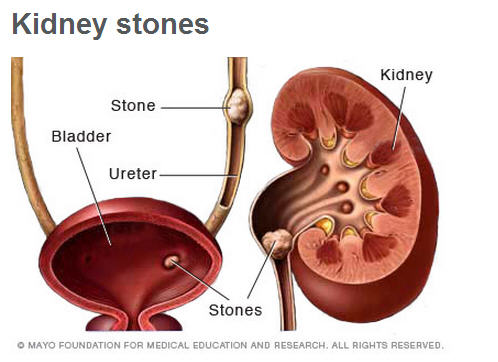 Kidney stones
Kidney
Stone
Bladder
Ureter
Stones
© MAYO FOUNDATION FOR MEDICAL EDUCATION AND RESEARCH. ALL RIGHTS RESERVED.